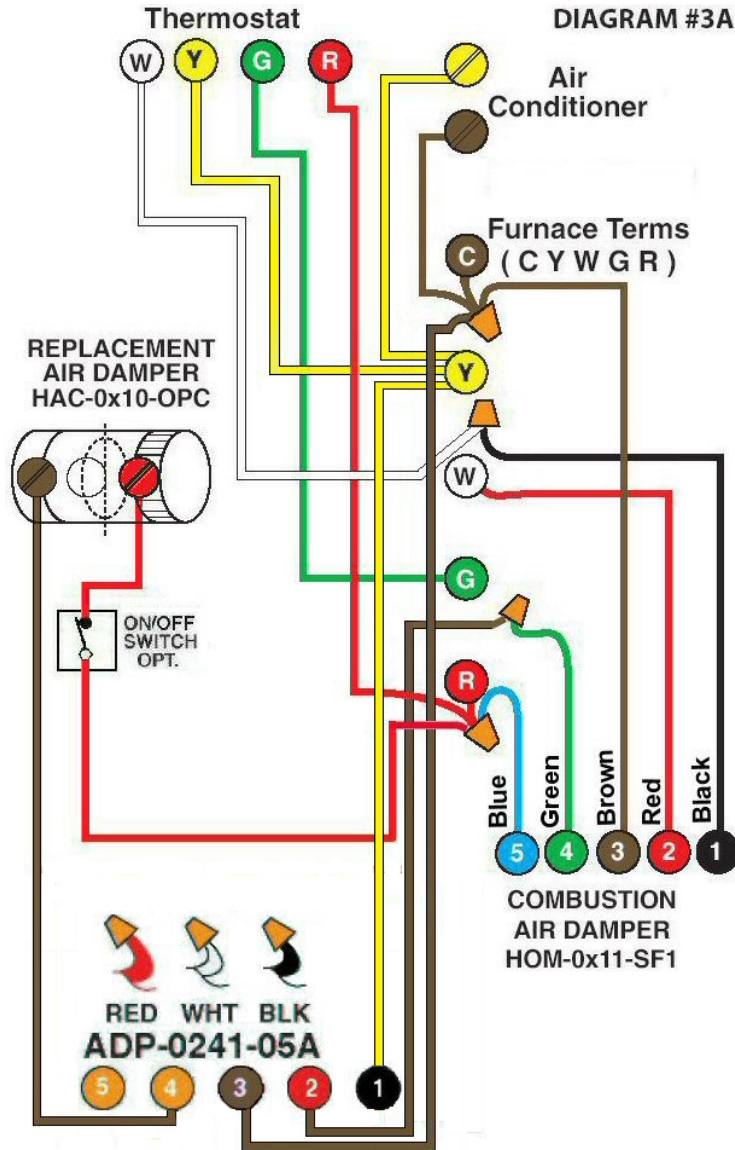 Thermostat
DIAGRAM #3A
W Y G R
Air
Conditioner
C
Furnace Terms
( C Y W G R )
REPLACEMENT
AIR DAMPER
HAC-0x10-OPC
Y
W
G
ON/OFF
SWITCH
OPT.
R
Blue
Green
Brown
Red
Black
5 4 3 2 1
COMBUSTION
AIR DAMPER
HOM-0x11-SF1
RED WHT BLK
ADP-0241-05A
5 4 3 2 1